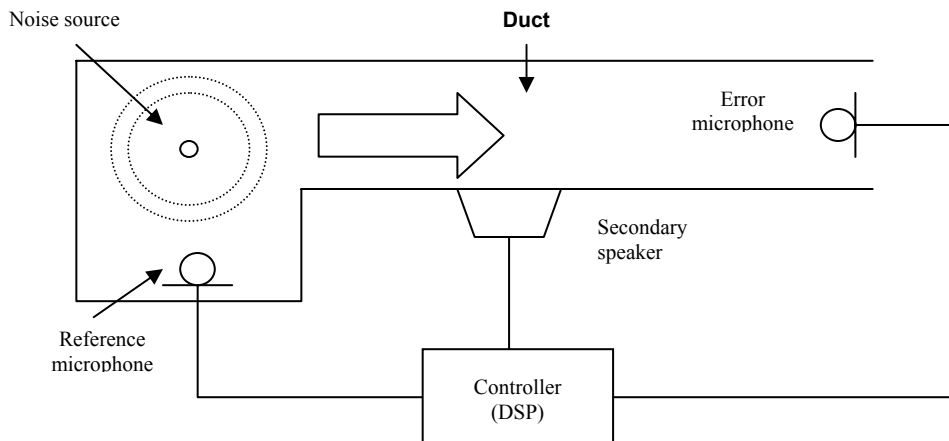 Noise source
Duct
Error
microphone
Secondary
speaker
Reference
microphone
Controller
(DSP)